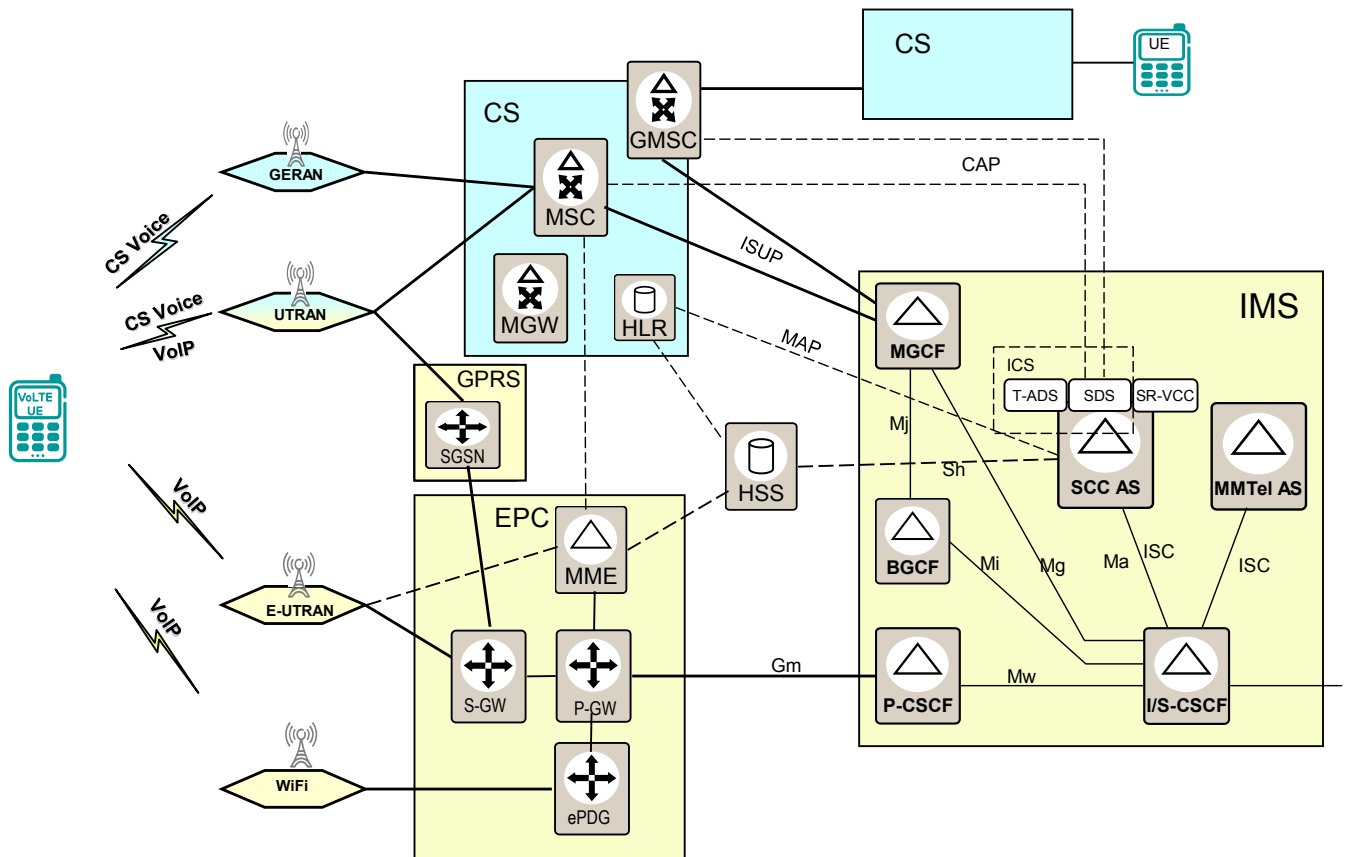 CS
UE
CS
GMSC
CAP
GERAN
MSC
CS Voice
ISUP
IMS
CS Voice
UTRAN
MGW
HLR
MAP
MGCF
VoIP
ICS
GPRS
T-ADS
SDS
SR-VCC
VoLTE
UE
Mj
SGSN
Sh
HSS
SCC AS
MMTel AS
VoIP
EPC
MME
BGCF
Mi
Mg
Ma
ISC
ISC
E-UTRAN
VoIP
Gm
Mw
S-GW
P-GW
P-CSCF
I/S-CSCF
WiFi
ePDG